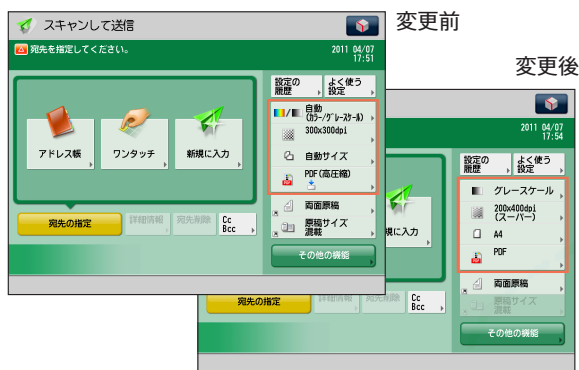 変更前
スキャンして送信
宛先を指定してください。
2011 04/07
17:51
設定の
履歴
よく使う
設定
自動
(カラー/グレースケール)
300x300dpi
自動サイズ
PDF(高圧縮)
アドレス帳
ワンタッチ
新規に入力
宛先の指定
詳細情報
宛先削除
Cc
Bcc
両面原稿
原稿サイズ
混載
その他の機能
変更後
2011 04/07
17:54
設定の
履歴
よく使う
設定
グレースケール
200x400dpi
(スーパー)
A4
PDF
規に入力
宛先の指定
詳細情報
宛先削除
Cc
Bcc
両面原稿
原稿サイズ
混載
その他の機能